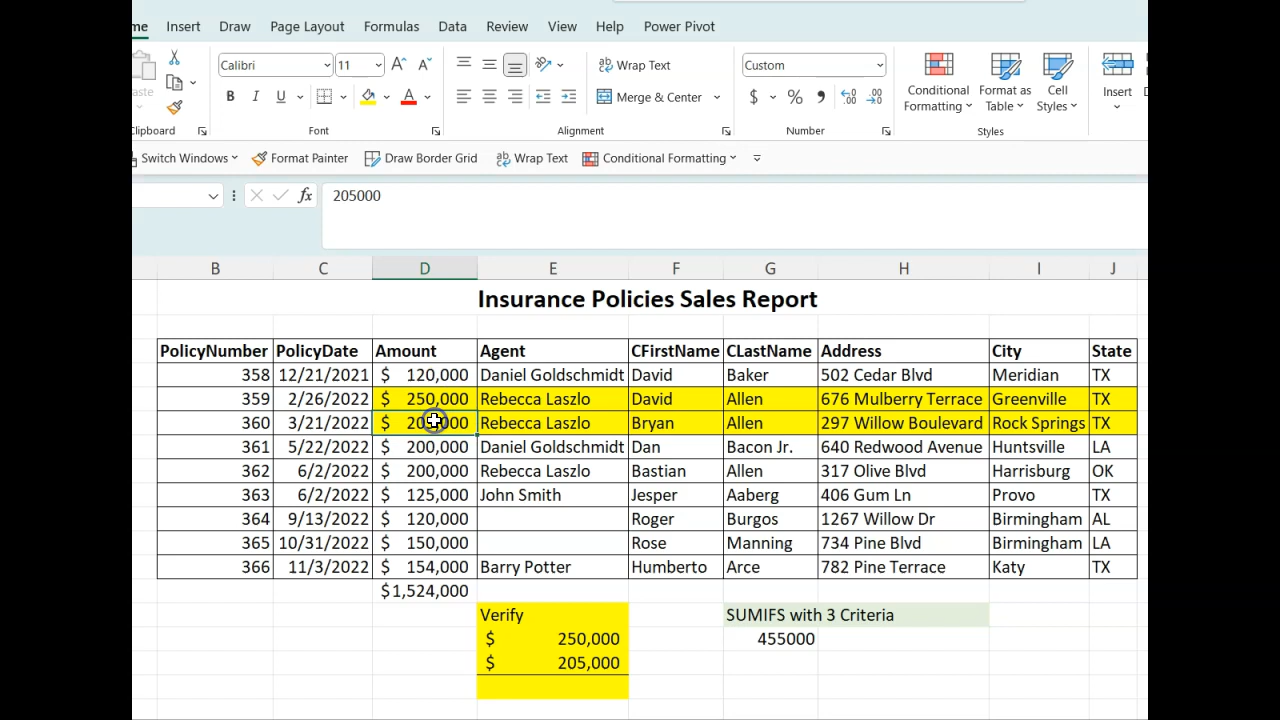 me Insert Draw Page Layout Formulas Data Review View Help Power Pivot
Calibri 11 Wrap Text Custom
aste B I U Merge & Center $ % Conditional Formatting Format as Table Cell Styles Insert
lipboard Font Alignment Number Styles
Switch Windows Format Painter Draw Border Grid Wrap Text Conditional Formatting
fx 205000
B C D E F G H I J
Insurance Policies Sales Report
PolicyNumber PolicyDate Amount Agent CFirstName CLastName Address City State
358 12/21/2021 $ 120,000 Daniel Goldschmidt David Baker 502 Cedar Blvd Meridian TX
359 2/26/2022 $ 250,000 Rebecca Laszlo David Allen 676 Mulberry Terrace Greenville TX
360 3/21/2022 $ Rebecca Laszlo Bryan Allen 297 Willow Boulevard Rock Springs TX
361 5/22/2022 $ 200,000 Daniel Goldschmidt Dan Bacon Jr. 640 Redwood Avenue Huntsville LA
362 6/2/2022 $ 200,000 Rebecca Laszlo Bastian Allen 317 Olive Blvd Harrisburg OK
363 6/2/2022 $ 125,000 John Smith Jesper Aaberg 406 Gum Ln Provo TX
364 9/13/2022 $ 120,000 Roger Burgos 1267 Willow Dr Birmingham AL
365 10/31/2022 $ 150,000 Rose Manning 734 Pine Blvd Birmingham LA
366 11/3/2022 $ 154,000 Barry Potter Humberto Arce 782 Pine Terrace Katy TX
$1,524,000
Verify SUMIFS with 3 Criteria
$ 250,000 455000
$ 205,000